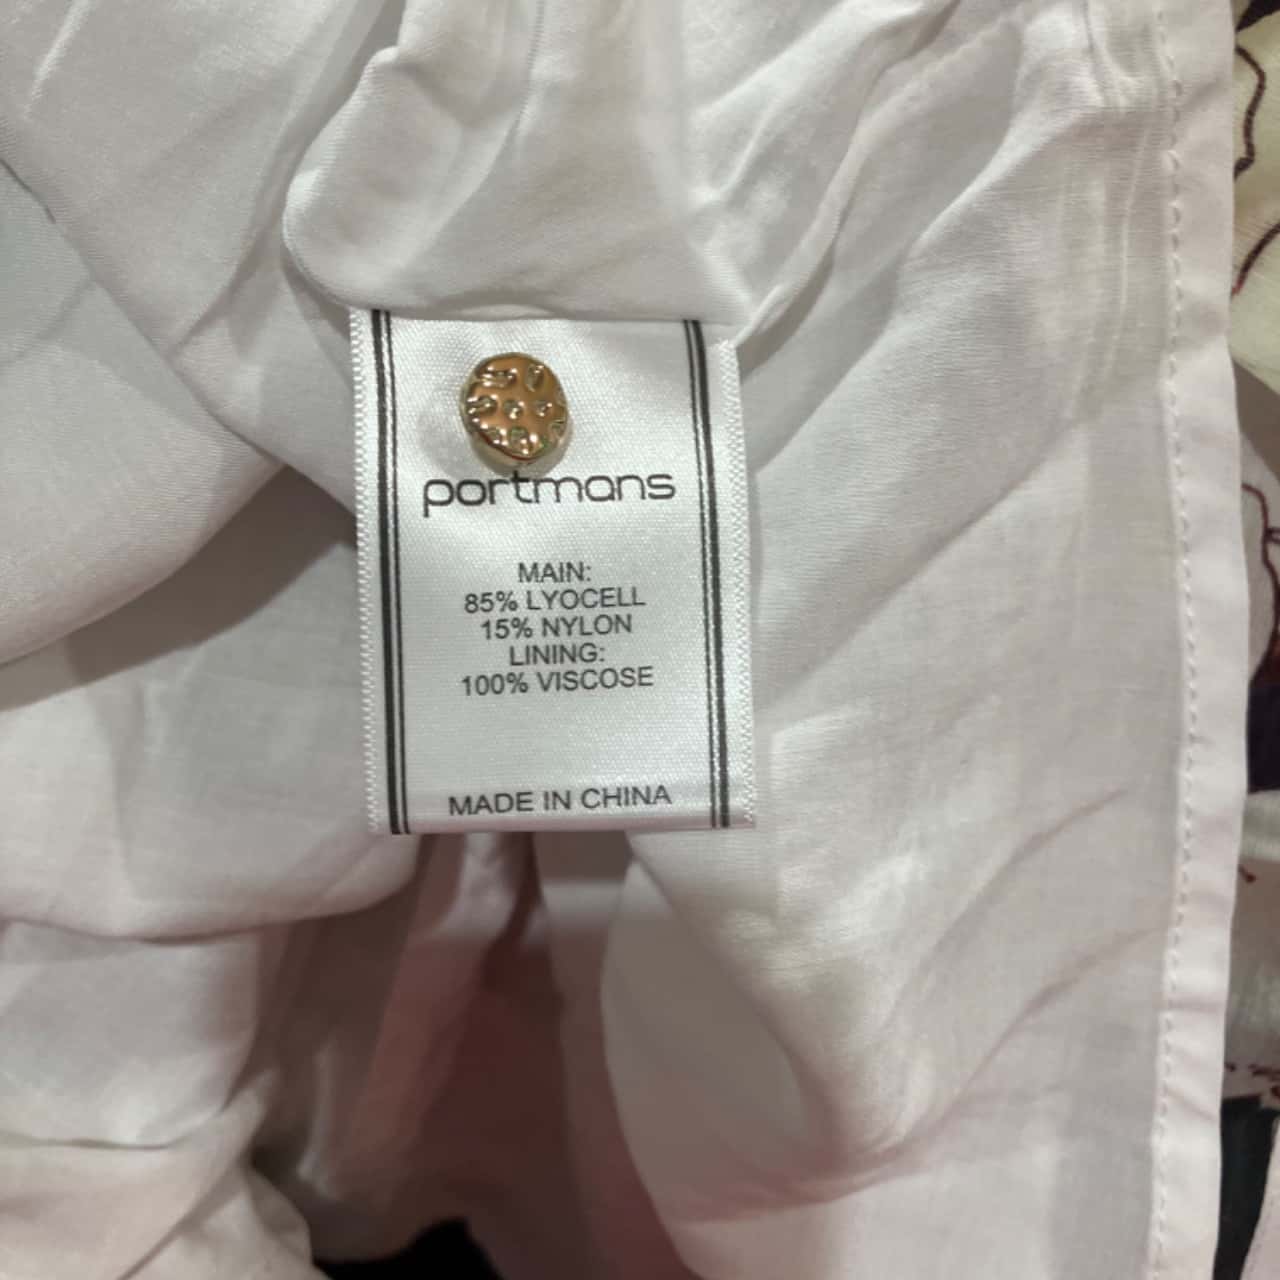 portmans
MAIN:
85% LYOCELL
15% NYLON
LINING:
100% VISCOSE
MADE IN CHINA